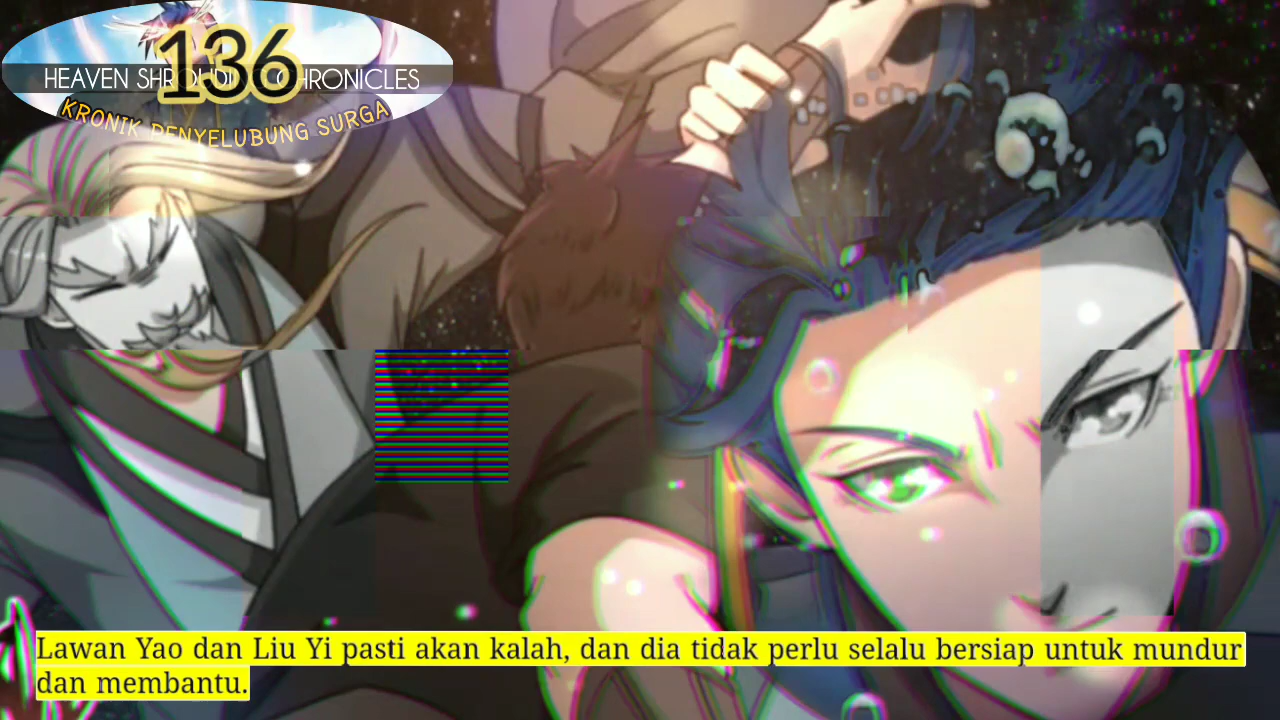 136
HEAVEN SHROUDING CHRONICLES
KRONIK PENYELUBUNG SURGA
Lawan Yao dan Liu Yi pasti akan kalah, dan dia tidak perlu selalu bersiap untuk mundur
dan membantu.